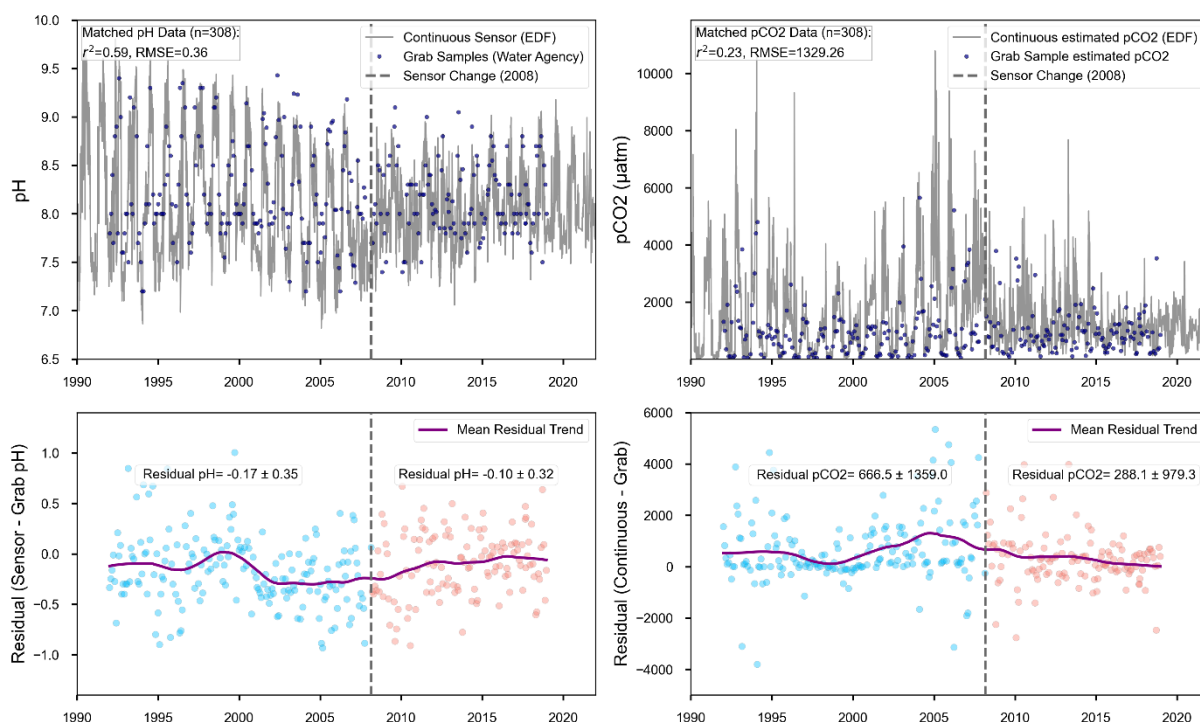 Matched pH Data (n=308):
r²=0.59, RMSE=0.36
Continuous Sensor (EDF)
Grab Samples (Water Agency)
Sensor Change (2008)
pH
10.0
9.5
9.0
8.5
8.0
7.5
7.0
6.5
1990 1995 2000 2005 2010 2015 2020
Matched pCO2 Data (n=308):
r²=0.23, RMSE=1329.26
Continuous estimated pCO2 (EDF)
Grab Sample estimated pCO2
Sensor Change (2008)
pCO2 (µatm)
10000
8000
6000
4000
2000
1990 1995 2000 2005 2010 2015 2020
Mean Residual Trend
Residual pH= -0.17 ± 0.35
Residual pH= -0.10 ± 0.32
Residual (Sensor - Grab pH)
1.0
0.5
0.0
−0.5
−1.0
1990 1995 2000 2005 2010 2015 2020
Mean Residual Trend
Residual pCO2= 666.5 ± 1359.0
Residual pCO2= 288.1 ± 979.3
Residual (Continuous - Grab)
6000
4000
2000
0
−2000
−4000
1990 1995 2000 2005 2010 2015 2020